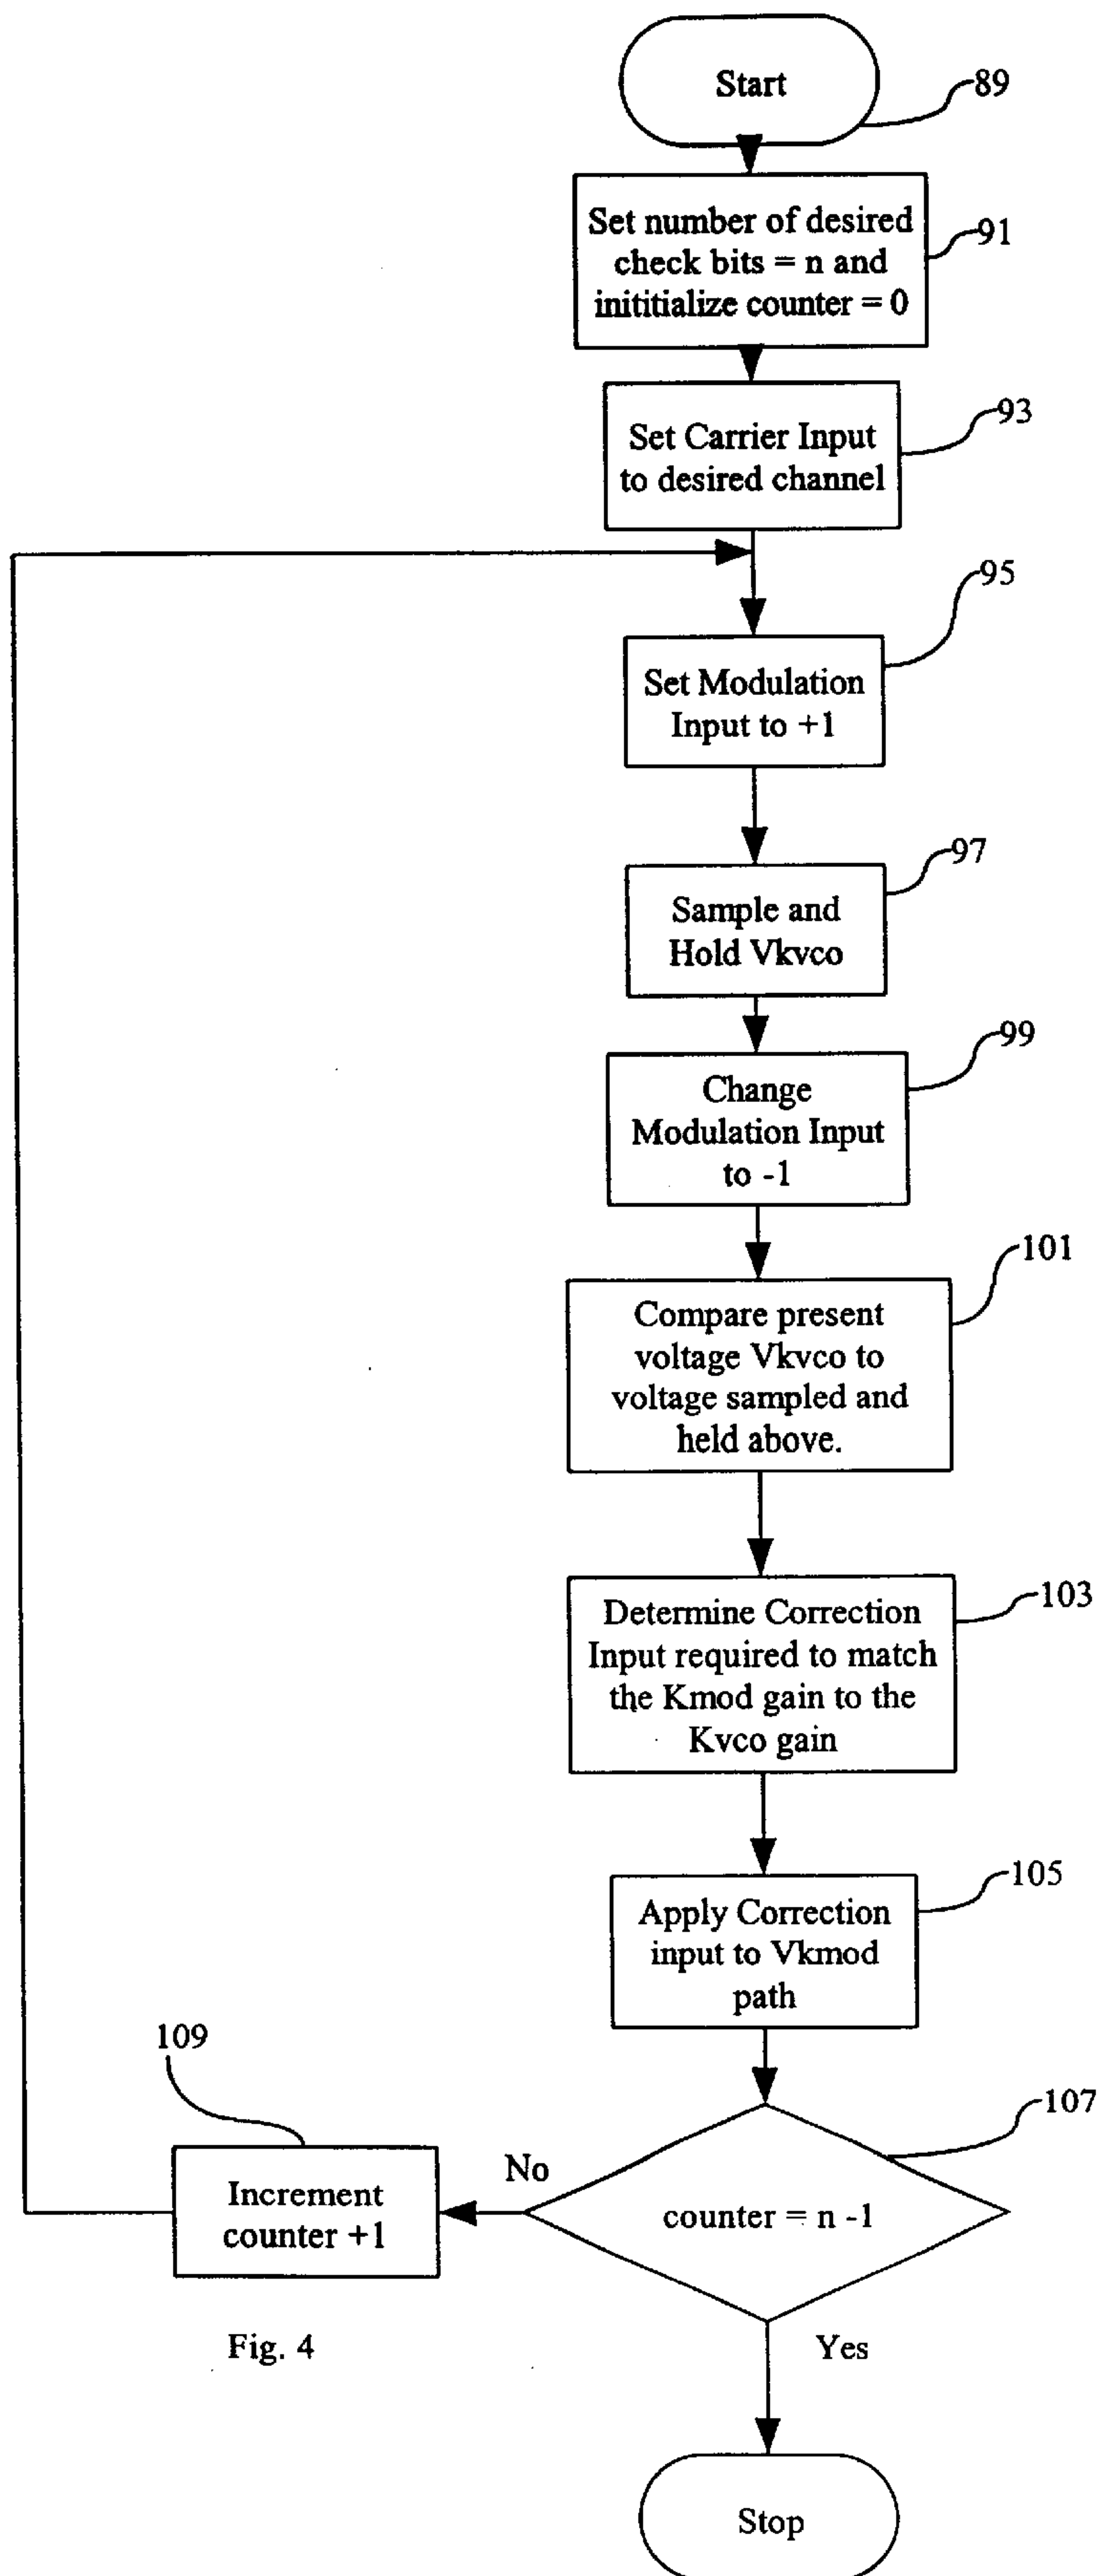 Start
89
Set number of desired
check bits = n and
inititialize counter = 0
91
Set Carrier Input
to desired channel
93
Set Modulation
Input to +1
95
Sample and
Hold Vkvco
97
Change
Modulation Input
to -1
99
Compare present
voltage Vkvco to
voltage sampled and
held above.
101
Determine Correction
Input required to match
the Kmod gain to the
Kvco gain
103
Apply Correction
input to Vkmod
path
105
counter = n -1
107
No
Increment
counter +1
109
Yes
Stop
Fig. 4